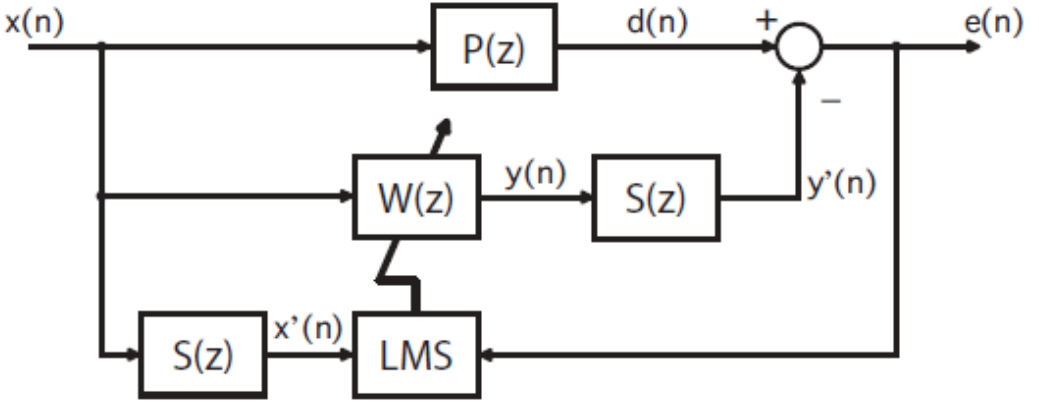 x(n)
P(z)
d(n)
+
e(n)
−
W(z)
y(n)
S(z)
y’(n)
S(z)
x’(n)
LMS